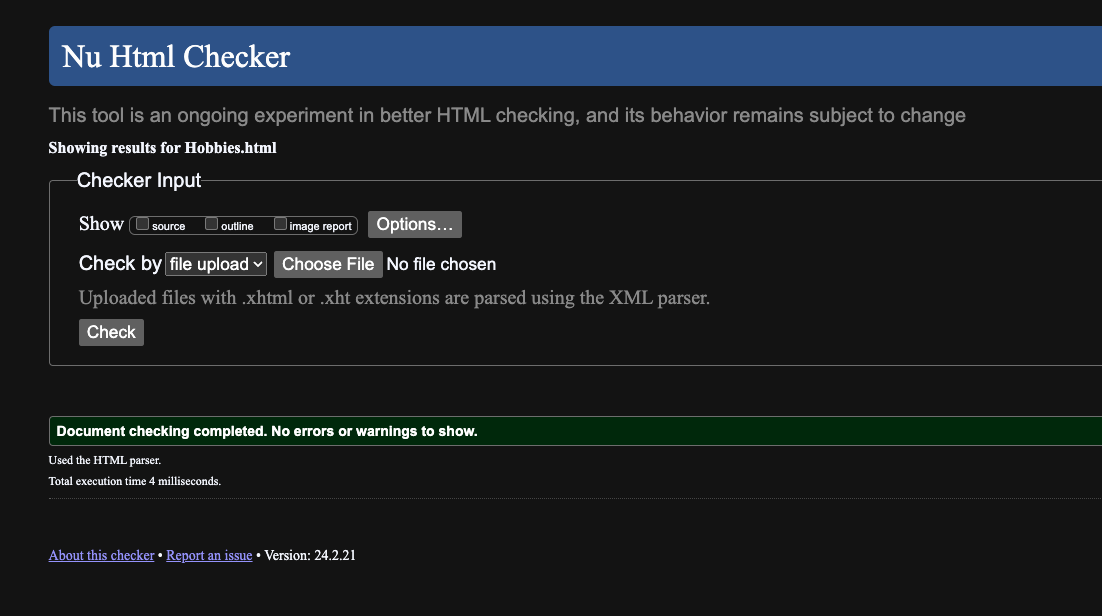 Nu Html Checker
This tool is an ongoing experiment in better HTML checking, and its behavior remains subject to change
Showing results for Hobbies.html
Checker Input
Show source outline image report Options…
Check by file upload Choose File No file chosen
Uploaded files with .xhtml or .xht extensions are parsed using the XML parser.
Check
Document checking completed. No errors or warnings to show.
Used the HTML parser.
Total execution time 4 milliseconds.
About this checker • Report an issue • Version: 24.2.21